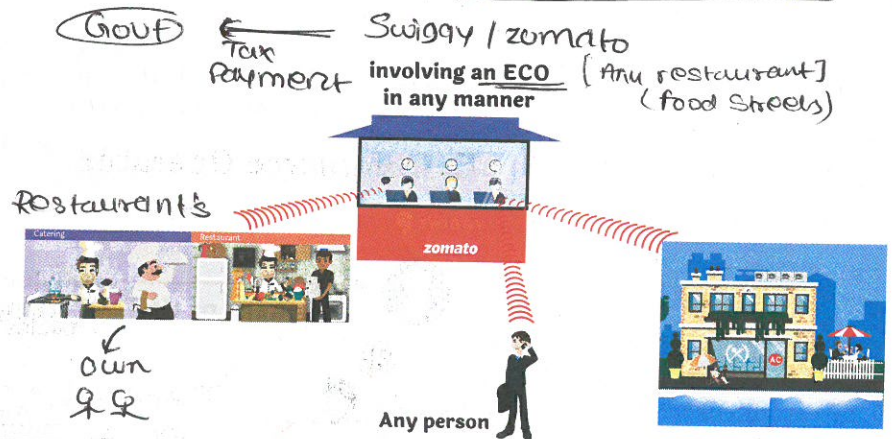 Govt ← Swiggy / zomato
Tax
Payment
involving an ECO [Any restaurant]
in any manner (food Streets)
Restaurants
Catering
Restaurant
zomato
AC
own
Any person